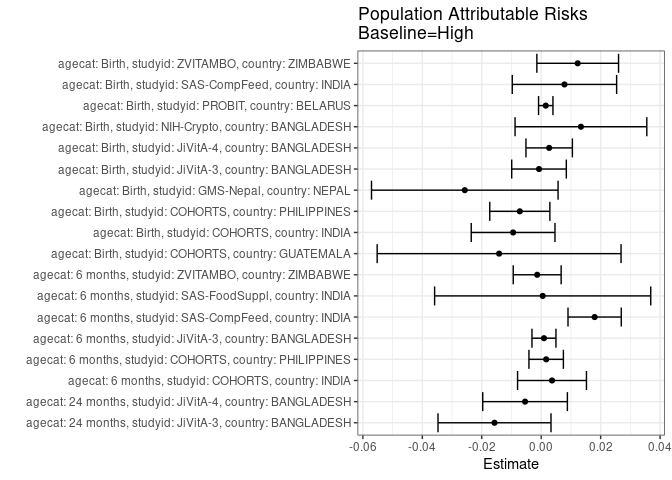 Population Attributable Risks
Baseline=High
agecat: Birth, studyid: ZVITAMBO, country: ZIMBABWE
agecat: Birth, studyid: SAS-CompFeed, country: INDIA
agecat: Birth, studyid: PROBIT, country: BELARUS
agecat: Birth, studyid: NIH-Crypto, country: BANGLADESH
agecat: Birth, studyid: JiVitA-4, country: BANGLADESH
agecat: Birth, studyid: JiVitA-3, country: BANGLADESH
agecat: Birth, studyid: GMS-Nepal, country: NEPAL
agecat: Birth, studyid: COHORTS, country: PHILIPPINES
agecat: Birth, studyid: COHORTS, country: INDIA
agecat: Birth, studyid: COHORTS, country: GUATEMALA
agecat: 6 months, studyid: ZVITAMBO, country: ZIMBABWE
agecat: 6 months, studyid: SAS-FoodSuppl, country: INDIA
agecat: 6 months, studyid: SAS-CompFeed, country: INDIA
agecat: 6 months, studyid: JiVitA-3, country: BANGLADESH
agecat: 6 months, studyid: COHORTS, country: PHILIPPINES
agecat: 6 months, studyid: COHORTS, country: INDIA
agecat: 24 months, studyid: JiVitA-4, country: BANGLADESH
agecat: 24 months, studyid: JiVitA-3, country: BANGLADESH
-0.06 -0.04 -0.02 0.00 0.02 0.04
Estimate